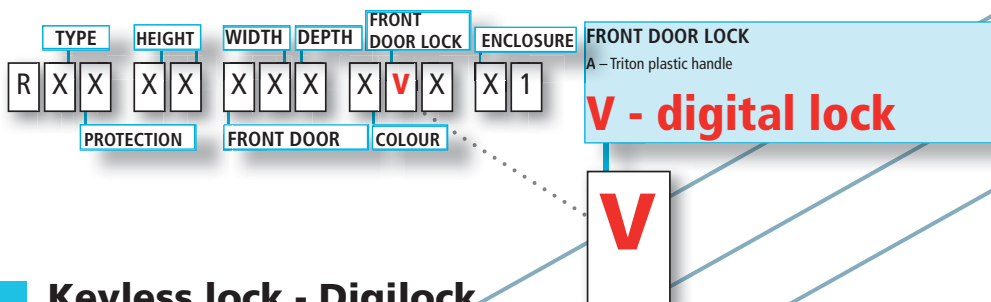 TYPE HEIGHT WIDTH DEPTH FRONT DOOR LOCK ENCLOSURE
R X X X X X X X X V X X 1
PROTECTION FRONT DOOR COLOUR
FRONT DOOR LOCK
A – Triton plastic handle
V - digital lock
V
Keyless lock - Digilock